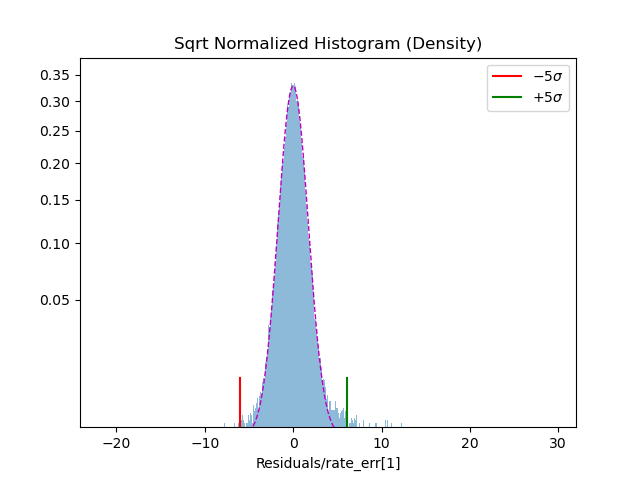 Sqrt Normalized Histogram (Density)
0.35
0.30
0.25
0.20
0.15
0.10
0.05
−5σ
+5σ
−20 −10 0 10 20 30
Residuals/rate_err[1]